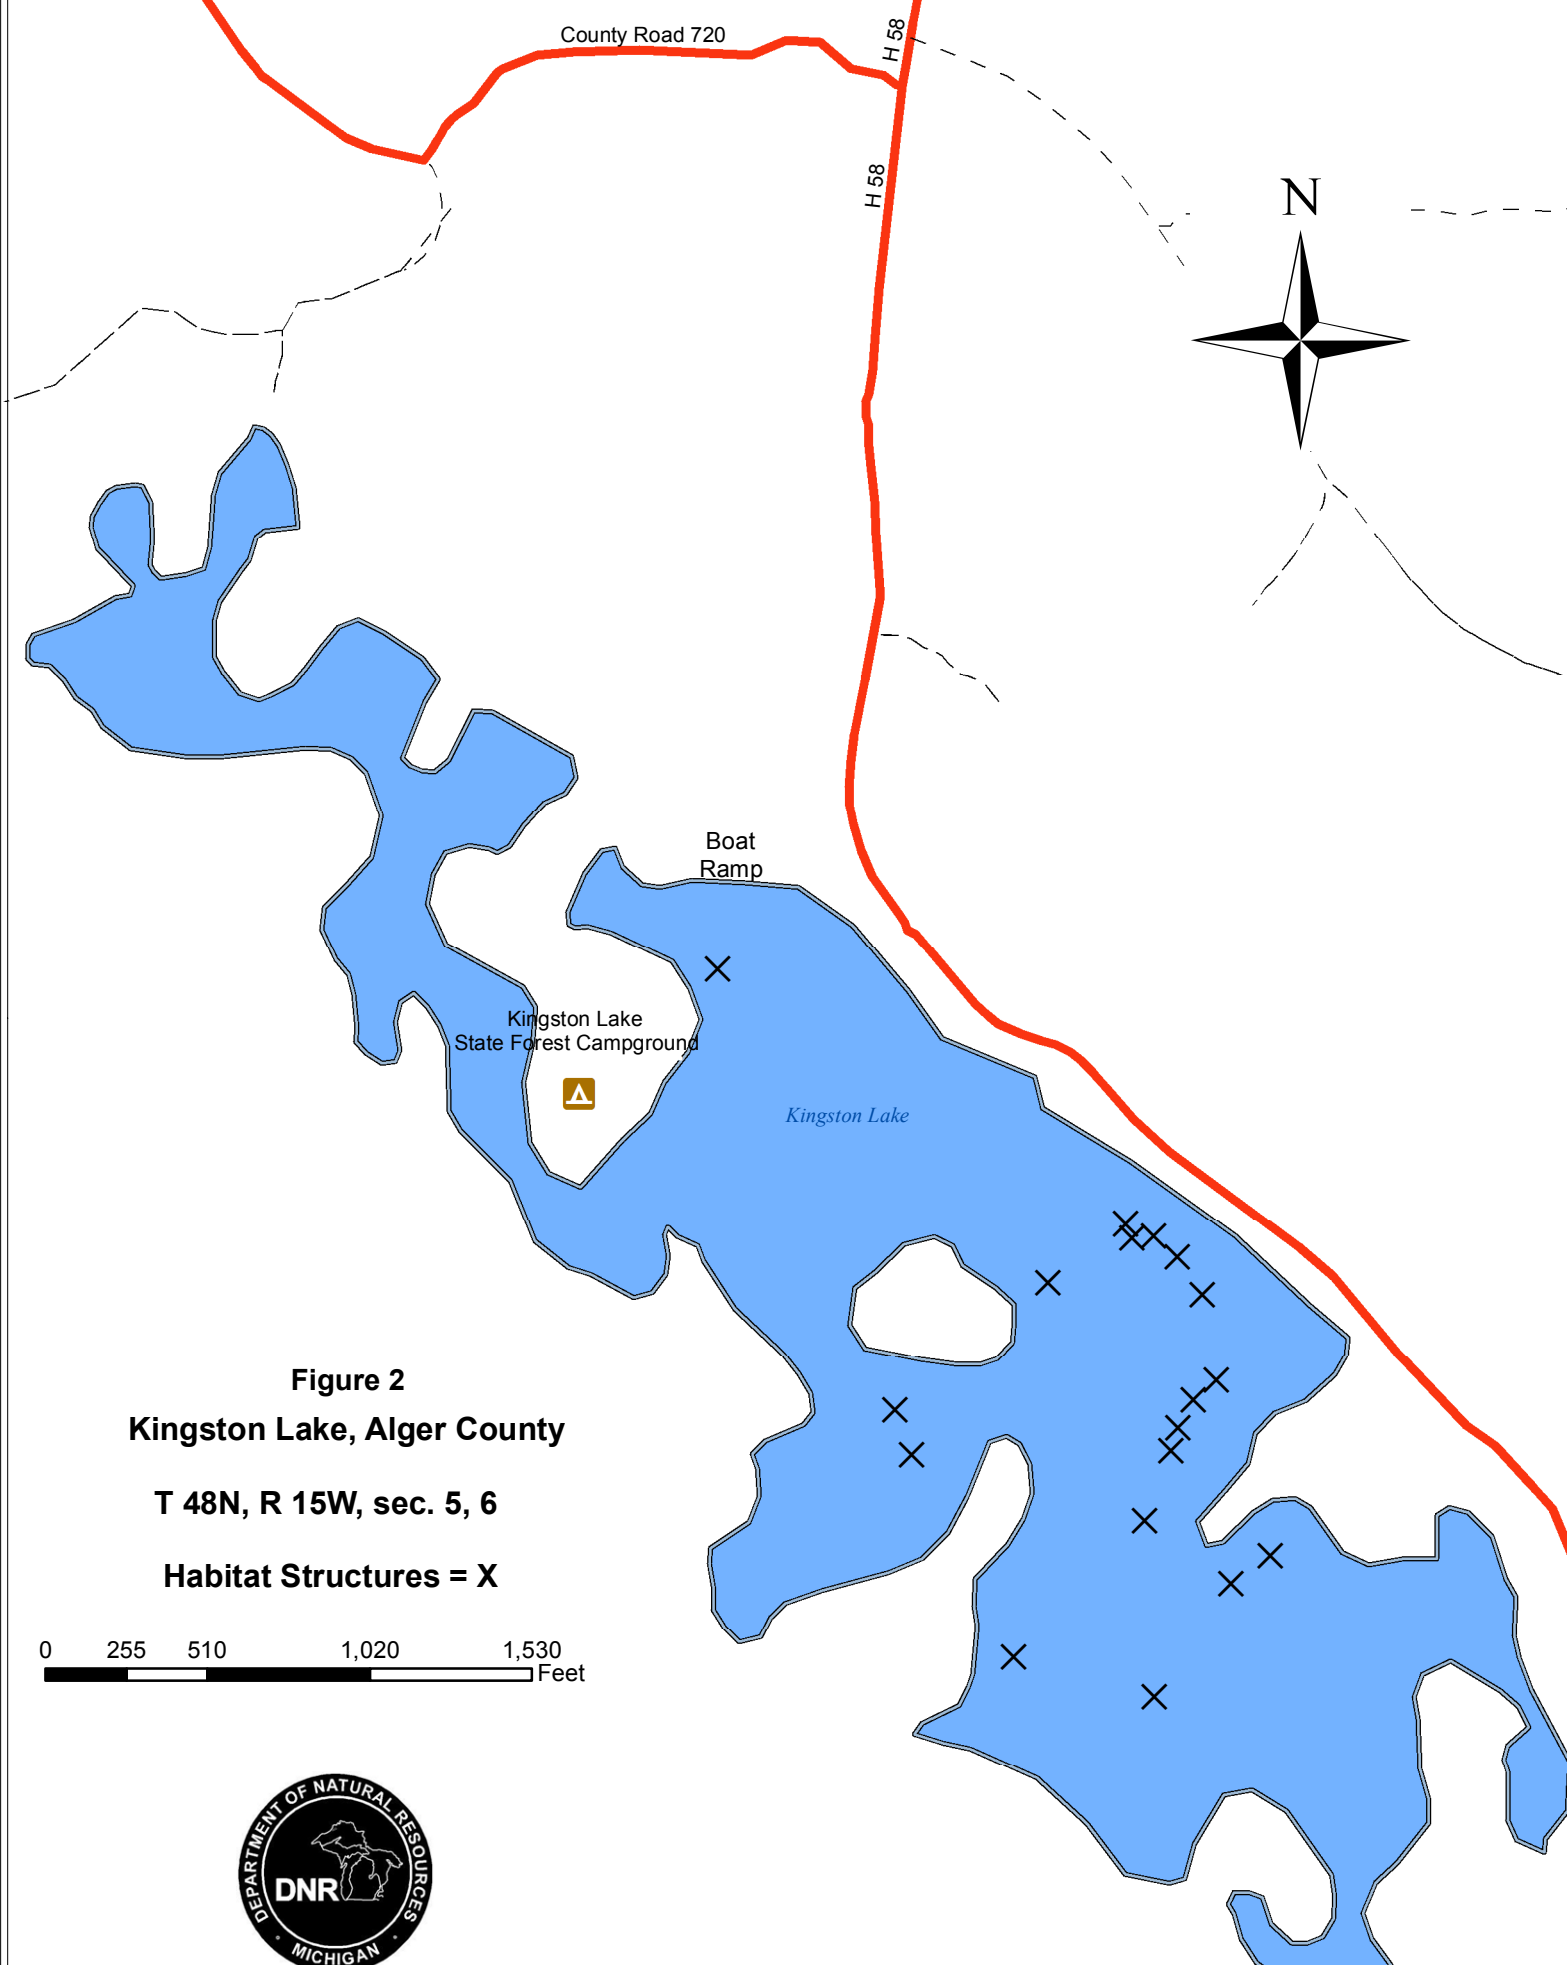 County Road 720
H 58
H 58
N
Boat
Ramp
Kingston Lake
State Forest Campground
Kingston Lake
Figure 2
Kingston Lake, Alger County
T 48N, R 15W, sec. 5, 6
Habitat Structures = X
0 255 510 1,020 1,530
Feet
DEPARTMENT OF NATURAL RESOURCES
DNR
MICHIGAN